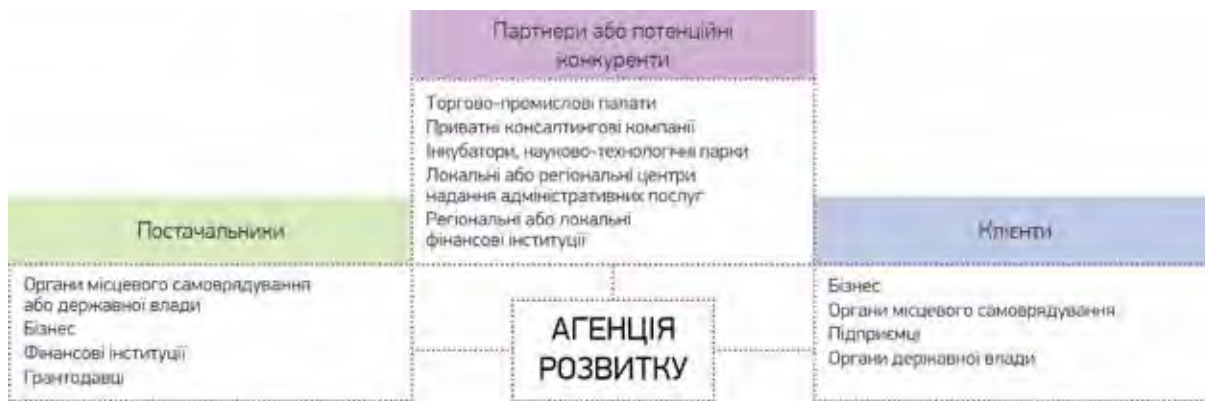 Партнери або потенційні
конкуренти
Торгово-промислові палати
Приватні консалтингові компанії
Інкубатори, науково-технологічні парки
Локальні або регіональні центри
надання адміністративних послуг
Регіональні або локальні
фінансові інституції
Постачальники
Органи місцевого самоврядування
або державної влади
Бізнес
Фінансові інституції
Грантодавці
АГЕНЦІЯ
РОЗВИТКУ
Клієнти
Бізнес
Органи місцевого самоврядування
Підприємці
Органи державної влади